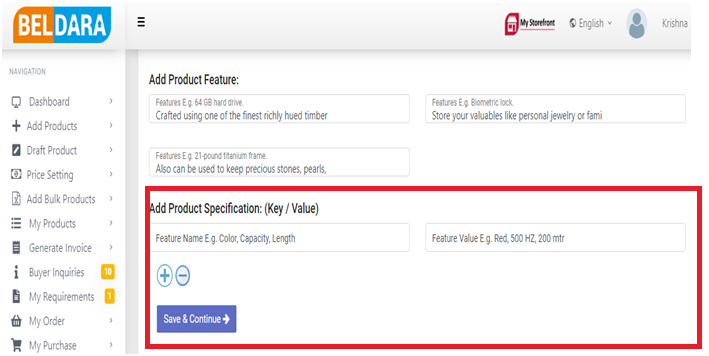 BELDARA
My Storefront
English
Krishna
NAVIGATION
Dashboard
Add Products
Draft Product
Price Setting
Add Bulk Products
My Products
Generate Invoice
Buyer Inquiries 10
My Requirements 1
My Order
My Purchase
Add Product Feature:
Features E.g. 64 GB hard drive.
Crafted using one of the finest richly hued timber
Features E.g. Biometric lock.
Store your valuables like personal jewelry or fami
Features E.g. 21-pound titanium frame.
Also can be used to keep precious stones, pearls,
Add Product Specification: (Key / Value)
Feature Name E.g. Color, Capacity, Length
Feature Value E.g. Red, 500 HZ, 200 mtr
Save & Continue